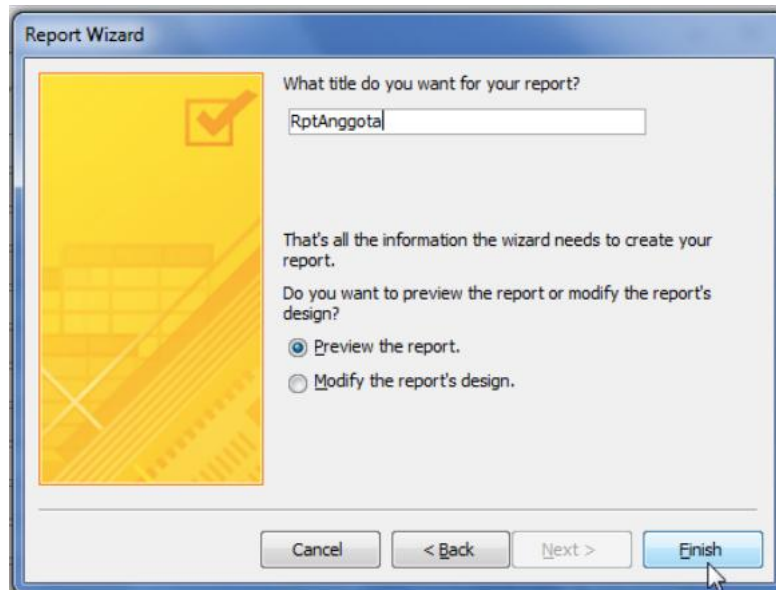 Report Wizard
What title do you want for your report?
RptAnggota
That's all the information the wizard needs to create your
report.
Do you want to preview the report or modify the report's
design?
Preview the report.
Modify the report's design.
Cancel
< Back
Next >
Finish